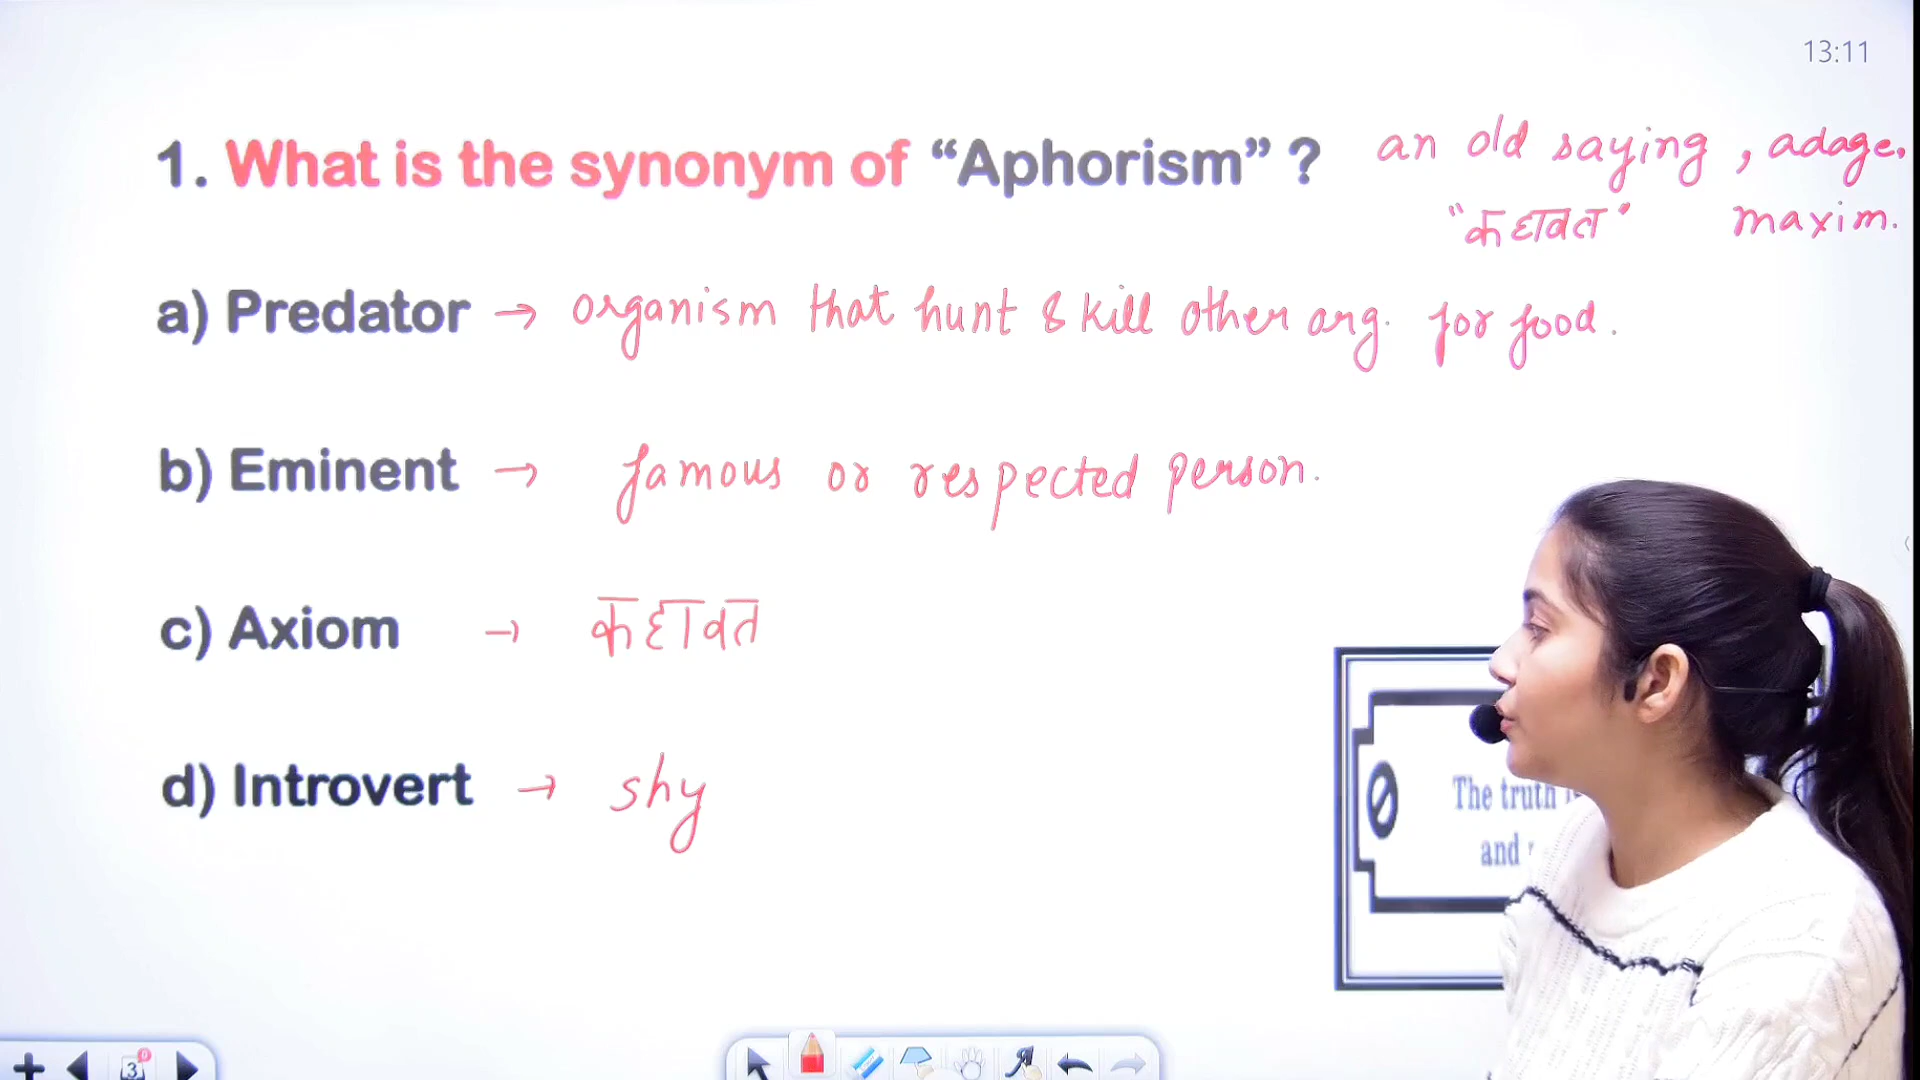 13:11
1. What is the synonym of “Aphorism” ? an old saying, adage.
"कहावत" maxim.
a) Predator → organism that hunt & kill other org. for food.
b) Eminent → famous or respected person.
c) Axiom → कहावत
d) Introvert → shy
The truth
and
3